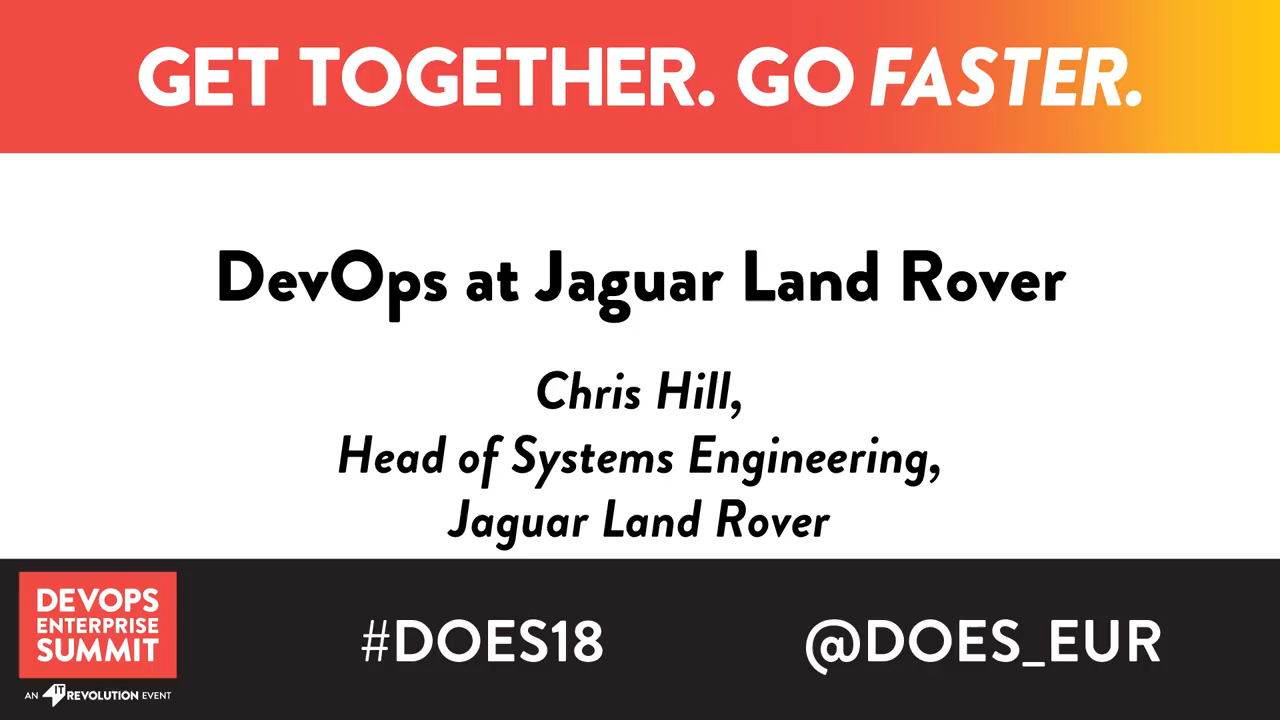 GET TOGETHER. GO FASTER.
DevOps at Jaguar Land Rover
Chris Hill,
Head of Systems Engineering,
Jaguar Land Rover
DEVOPS
ENTERPRISE
SUMMIT
AN IT REVOLUTION EVENT
#DOES18
@DOES_EUR